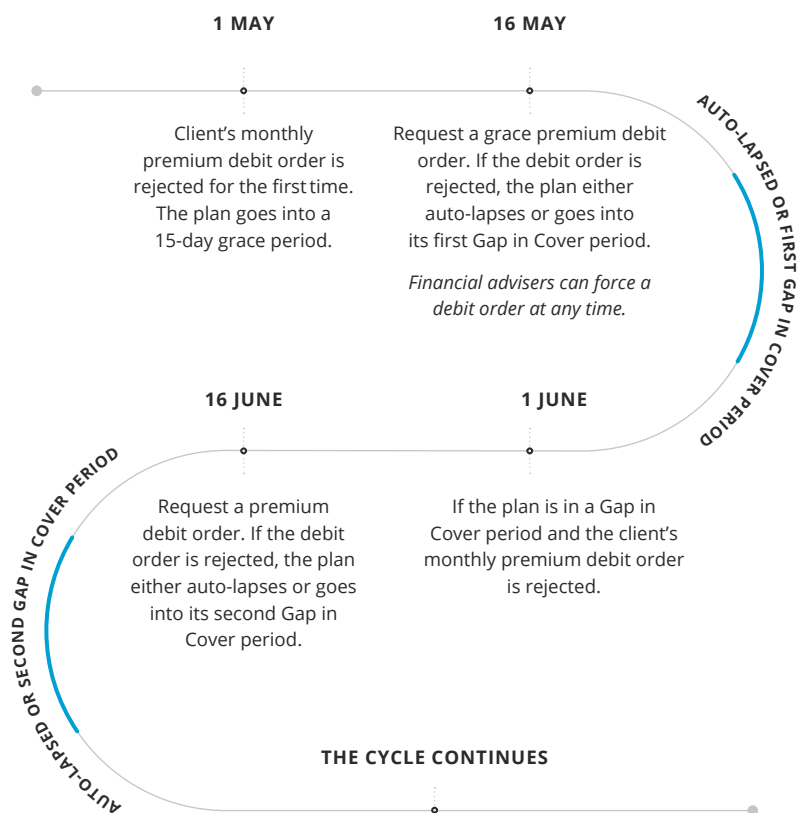 1 MAY
Client's monthly
premium debit order is
rejected for the first time.
The plan goes into a
15-day grace period.
16 MAY
Request a grace premium debit
order. If the debit order is
rejected, the plan either
auto-lapses or goes into
its first Gap in Cover period.
Financial advisers can force a
debit order at any time.
AUTO-LAPSED OR FIRST GAP IN COVER PERIOD
1 JUNE
If the plan is in a Gap in
Cover period and the client's
monthly premium debit order
is rejected.
16 JUNE
Request a premium
debit order. If the debit
order is rejected, the plan
either auto-lapses or goes
into its second Gap in
Cover period.
AUTO-LAPSED OR SECOND GAP IN COVER PERIOD
THE CYCLE CONTINUES